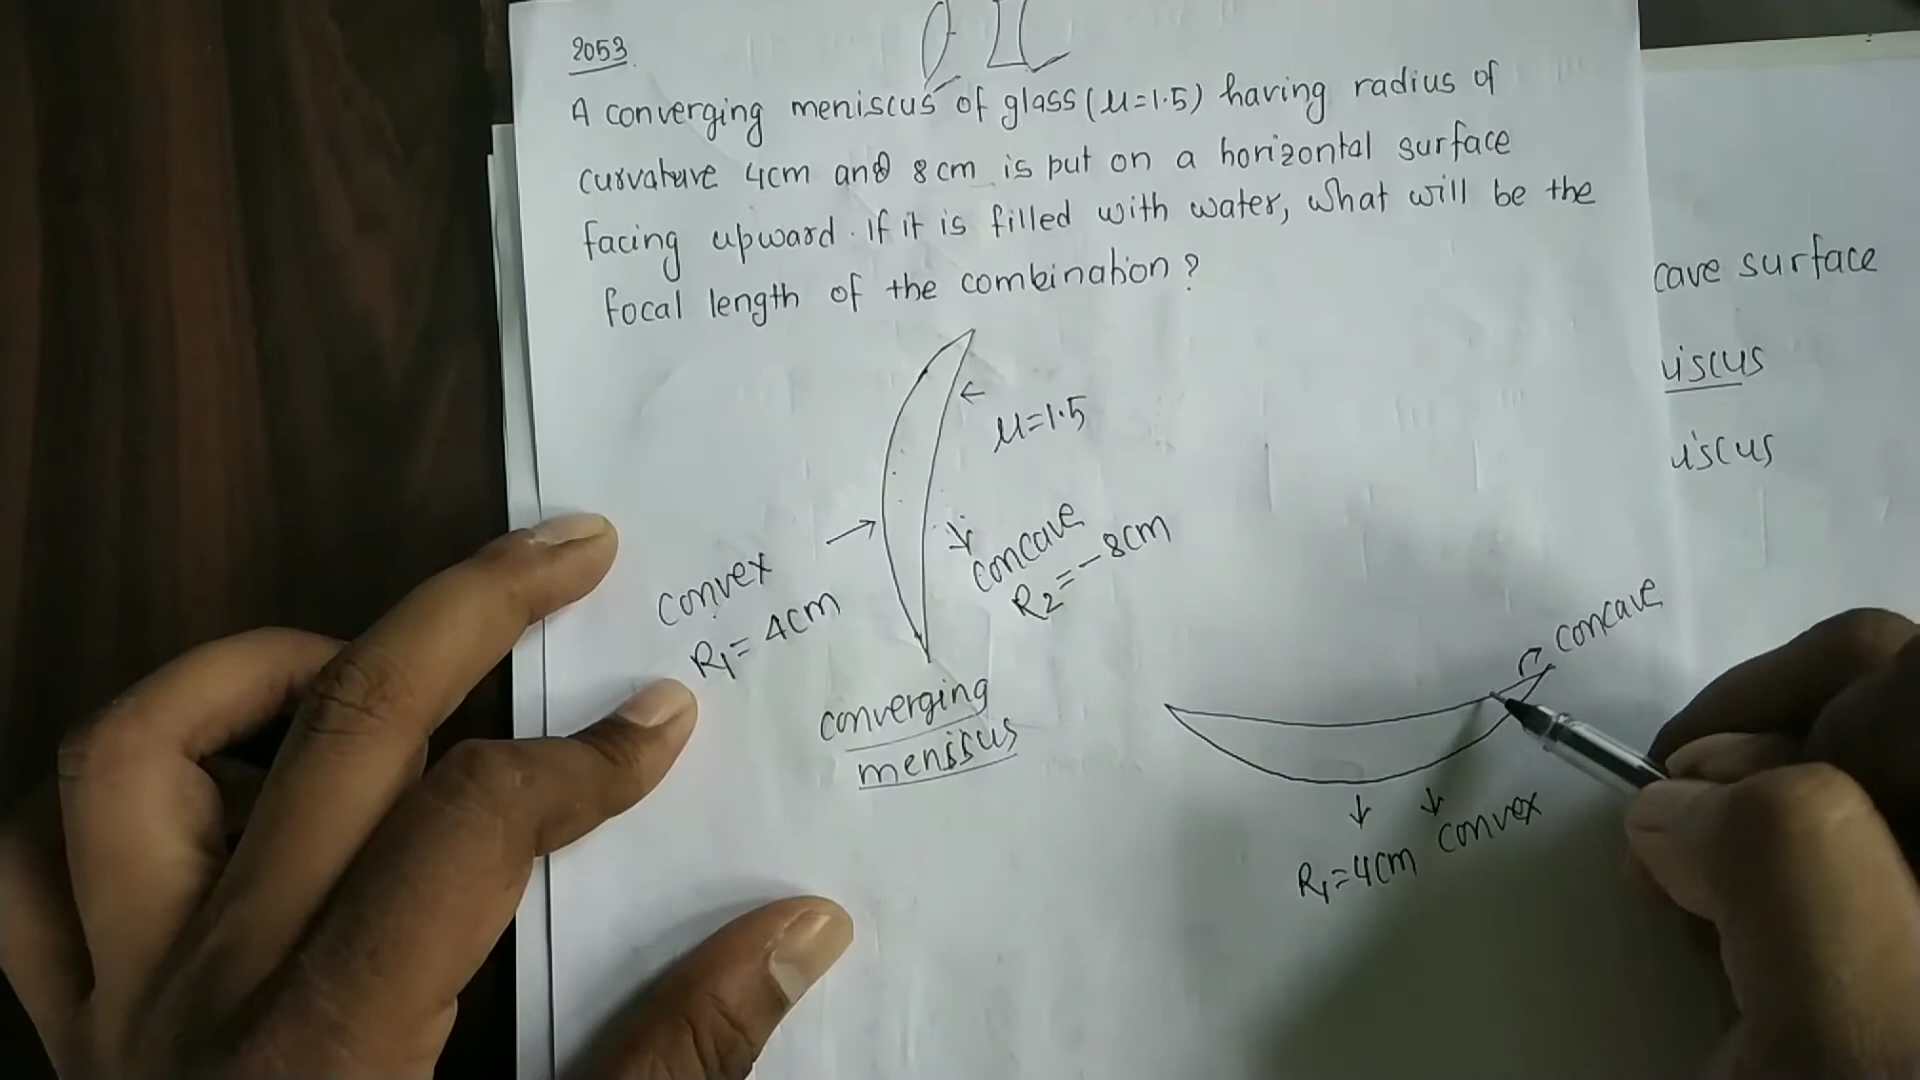 2053
A converging meniscus of glass (μ=1.5) having radius of
curvature 4cm and 8cm is put on a horizontal surface
facing upward. If it is filled with water, what will be the
focal length of the combination?
cave surface
iscus
iscus
μ=1.5
convex
R1= 4cm
concave
R2=-8cm
converging
meniscus
concave
convex
R1=4cm